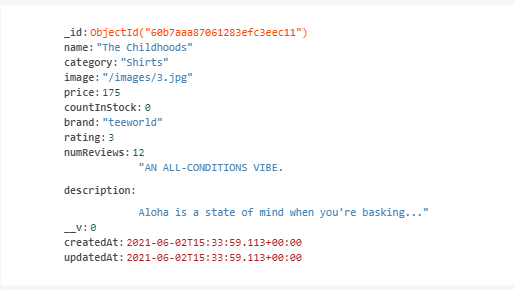 _id: ObjectId("60b7aaa87061283efc3eec11")
name: "The Childhoods"
category: "Shirts"
image: "/images/3.jpg"
price: 175
countInStock: 0
brand: "teeworld"
rating: 3
numReviews: 12
"AN ALL-CONDITIONS VIBE.
description:
Aloha is a state of mind when you're basking..."
__v: 0
createdAt: 2021-06-02T15:33:59.113+00:00
updatedAt: 2021-06-02T15:33:59.113+00:00